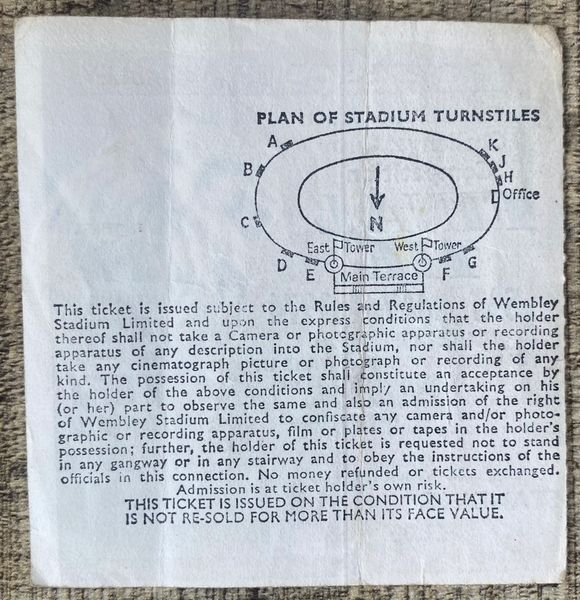 PLAN OF STADIUM TURNSTILES
A
K
B
J
H
Office
C
N
East Tower
West Tower
D
E
Main Terrace
F
G
This ticket is issued subject to the Rules and Regulations of Wembley
Stadium Limited and upon the express conditions that the holder
thereof shall not take a Camera or photographic apparatus or recording
apparatus of any description into the Stadium, nor shall the holder
take any cinematograph picture or photograph or recording of any
kind. The possession of this ticket shall constitute an acceptance by
the holder of the above conditions and imply an undertaking on his
(or her) part to observe the same and also an admission of the right
of Wembley Stadium Limited to confiscate any camera and/or photo-
graphic or recording apparatus, film or plates or tapes in the holder's
possession; further, the holder of this ticket is requested not to stand
in any gangway or in any stairway and to obey the instructions of the
officials in this connection. No money refunded or tickets exchanged.
Admission is at ticket holder's own risk.
THIS TICKET IS ISSUED ON THE CONDITION THAT IT
IS NOT RE-SOLD FOR MORE THAN ITS FACE VALUE.